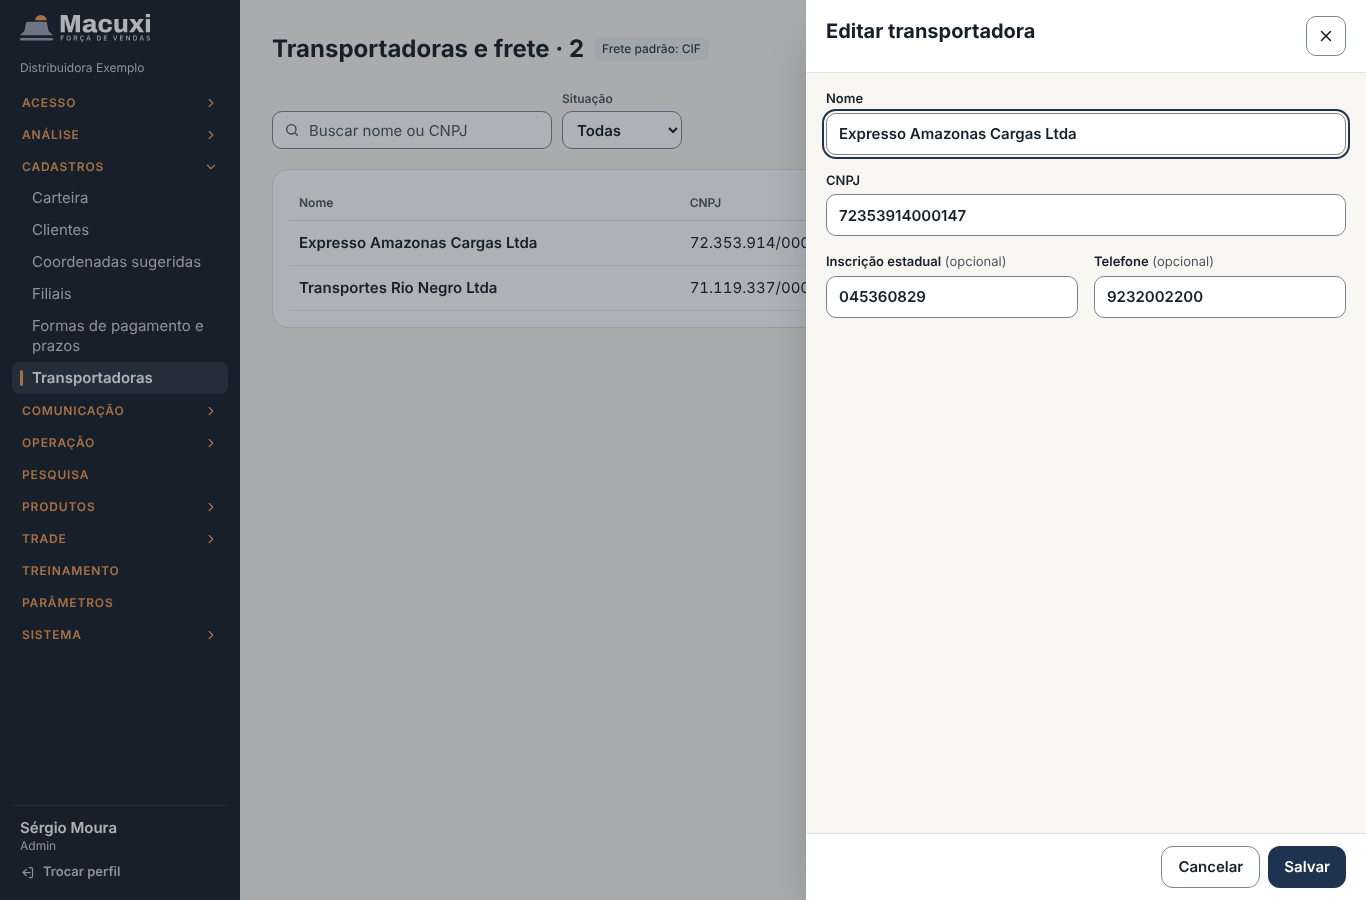 Macuxi
FORÇA DE VENDAS
Distribuidora Exemplo
ACESSO
ANÁLISE
CADASTROS
Carteira
Clientes
Coordenadas sugeridas
Filiais
Formas de pagamento e
prazos
Transportadoras
COMUNICAÇÃO
OPERAÇÃO
PESQUISA
PRODUTOS
TRADE
TREINAMENTO
PARÂMETROS
SISTEMA
Sérgio Moura
Admin
Trocar perfil
Transportadoras e frete · 2
Frete padrão: CIF
Situação
Buscar nome ou CNPJ
Todas
Nome CNPJ
Expresso Amazonas Cargas Ltda 72.353.914/000
Transportes Rio Negro Ltda 71.119.337/000
Editar transportadora
Nome
Expresso Amazonas Cargas Ltda
CNPJ
72353914000147
Inscrição estadual (opcional) Telefone (opcional)
045360829 9232002200
Cancelar Salvar